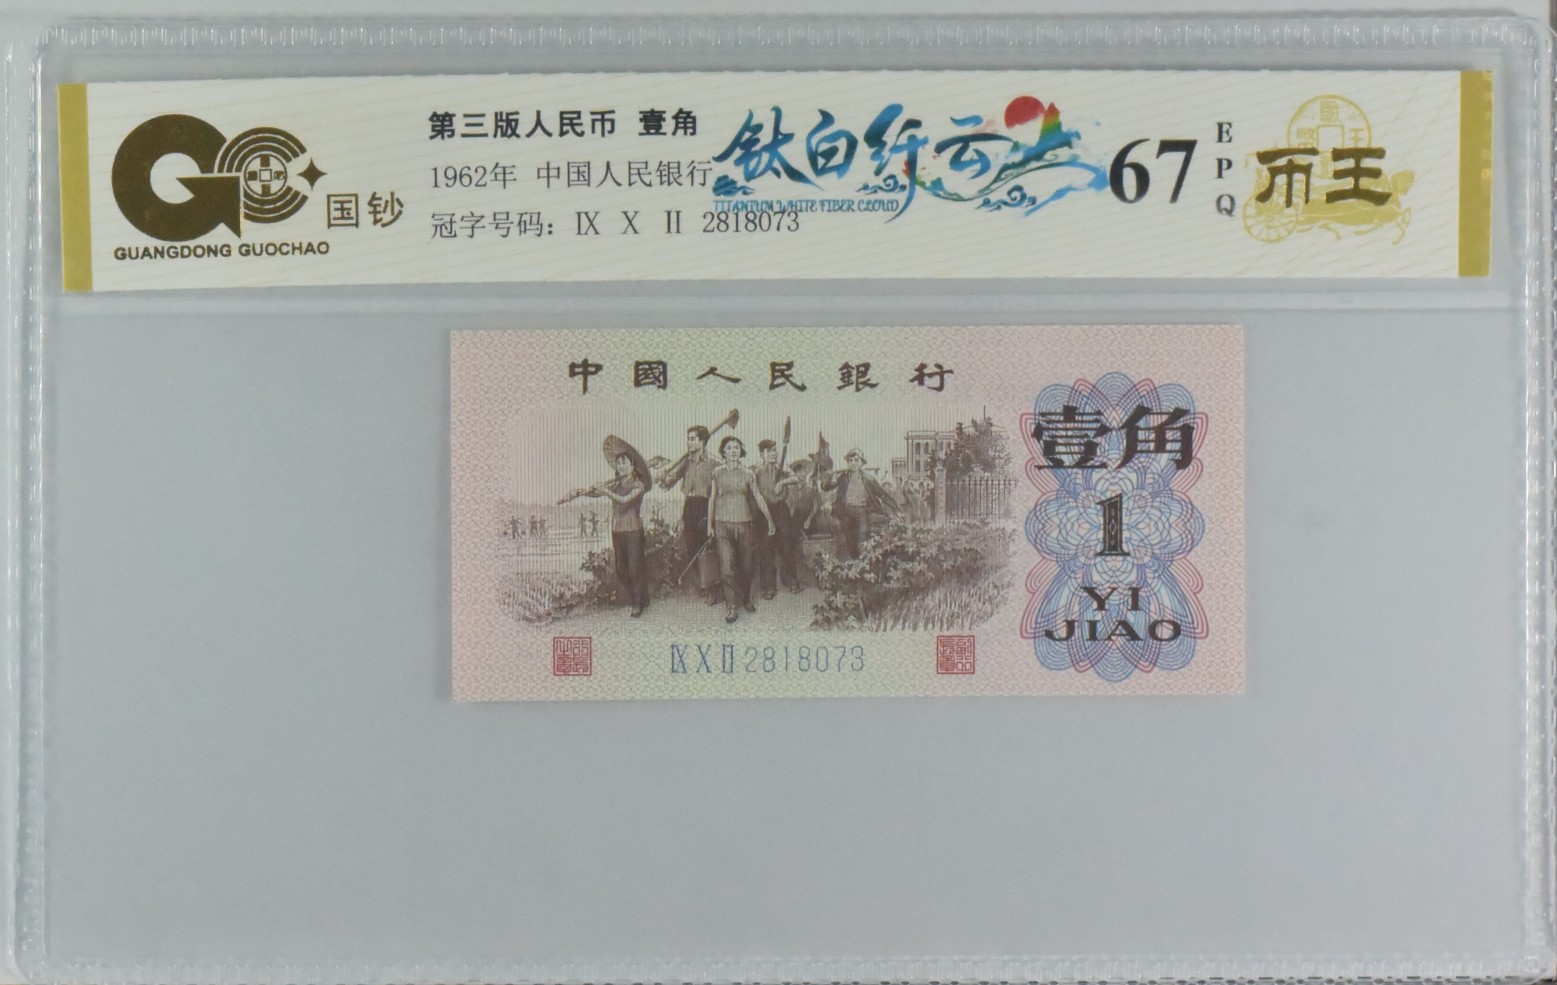 GUANGDONG GUOCHAO
国钞
第三版人民币 壹角
1962年 中国人民银行
冠字号码: Ⅸ Ⅹ Ⅱ 2818073
钛白纤云
TITANIUM WHITE FIBER CLOUD
67
EPQ
币王
中國人民銀行
壹角
1
YI
JIAO
ⅨⅩⅡ2818073